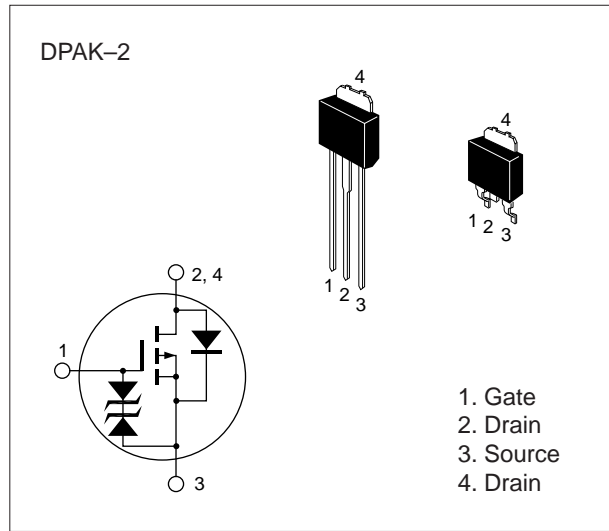 DPAK–2
4
4
1 2 3
1 2 3
2, 4
1
3
1. Gate
2. Drain
3. Source
4. Drain